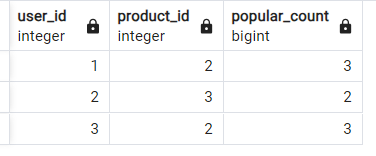 user_id product_id popular_count
integer integer bigint
1 2 3
2 3 2
3 2 3